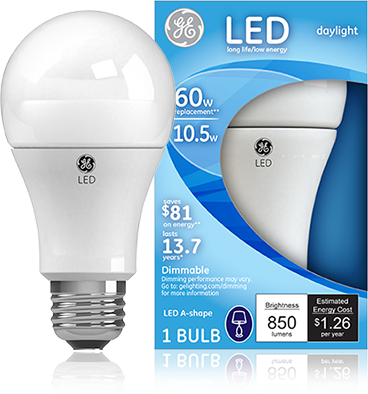 GE
LED
GE
LED
long life/low energy
daylight
60w
replacement**
10.5w
GE
LED
saves
$81
on energy**
lasts
13.7
years*
Dimmable
Dimming performance may vary.
Go to: gelighting.com/dimming
for more information
LED A-shape
1 BULB
Brightness
850
lumens
Estimated
Energy Cost
$1.26
per year